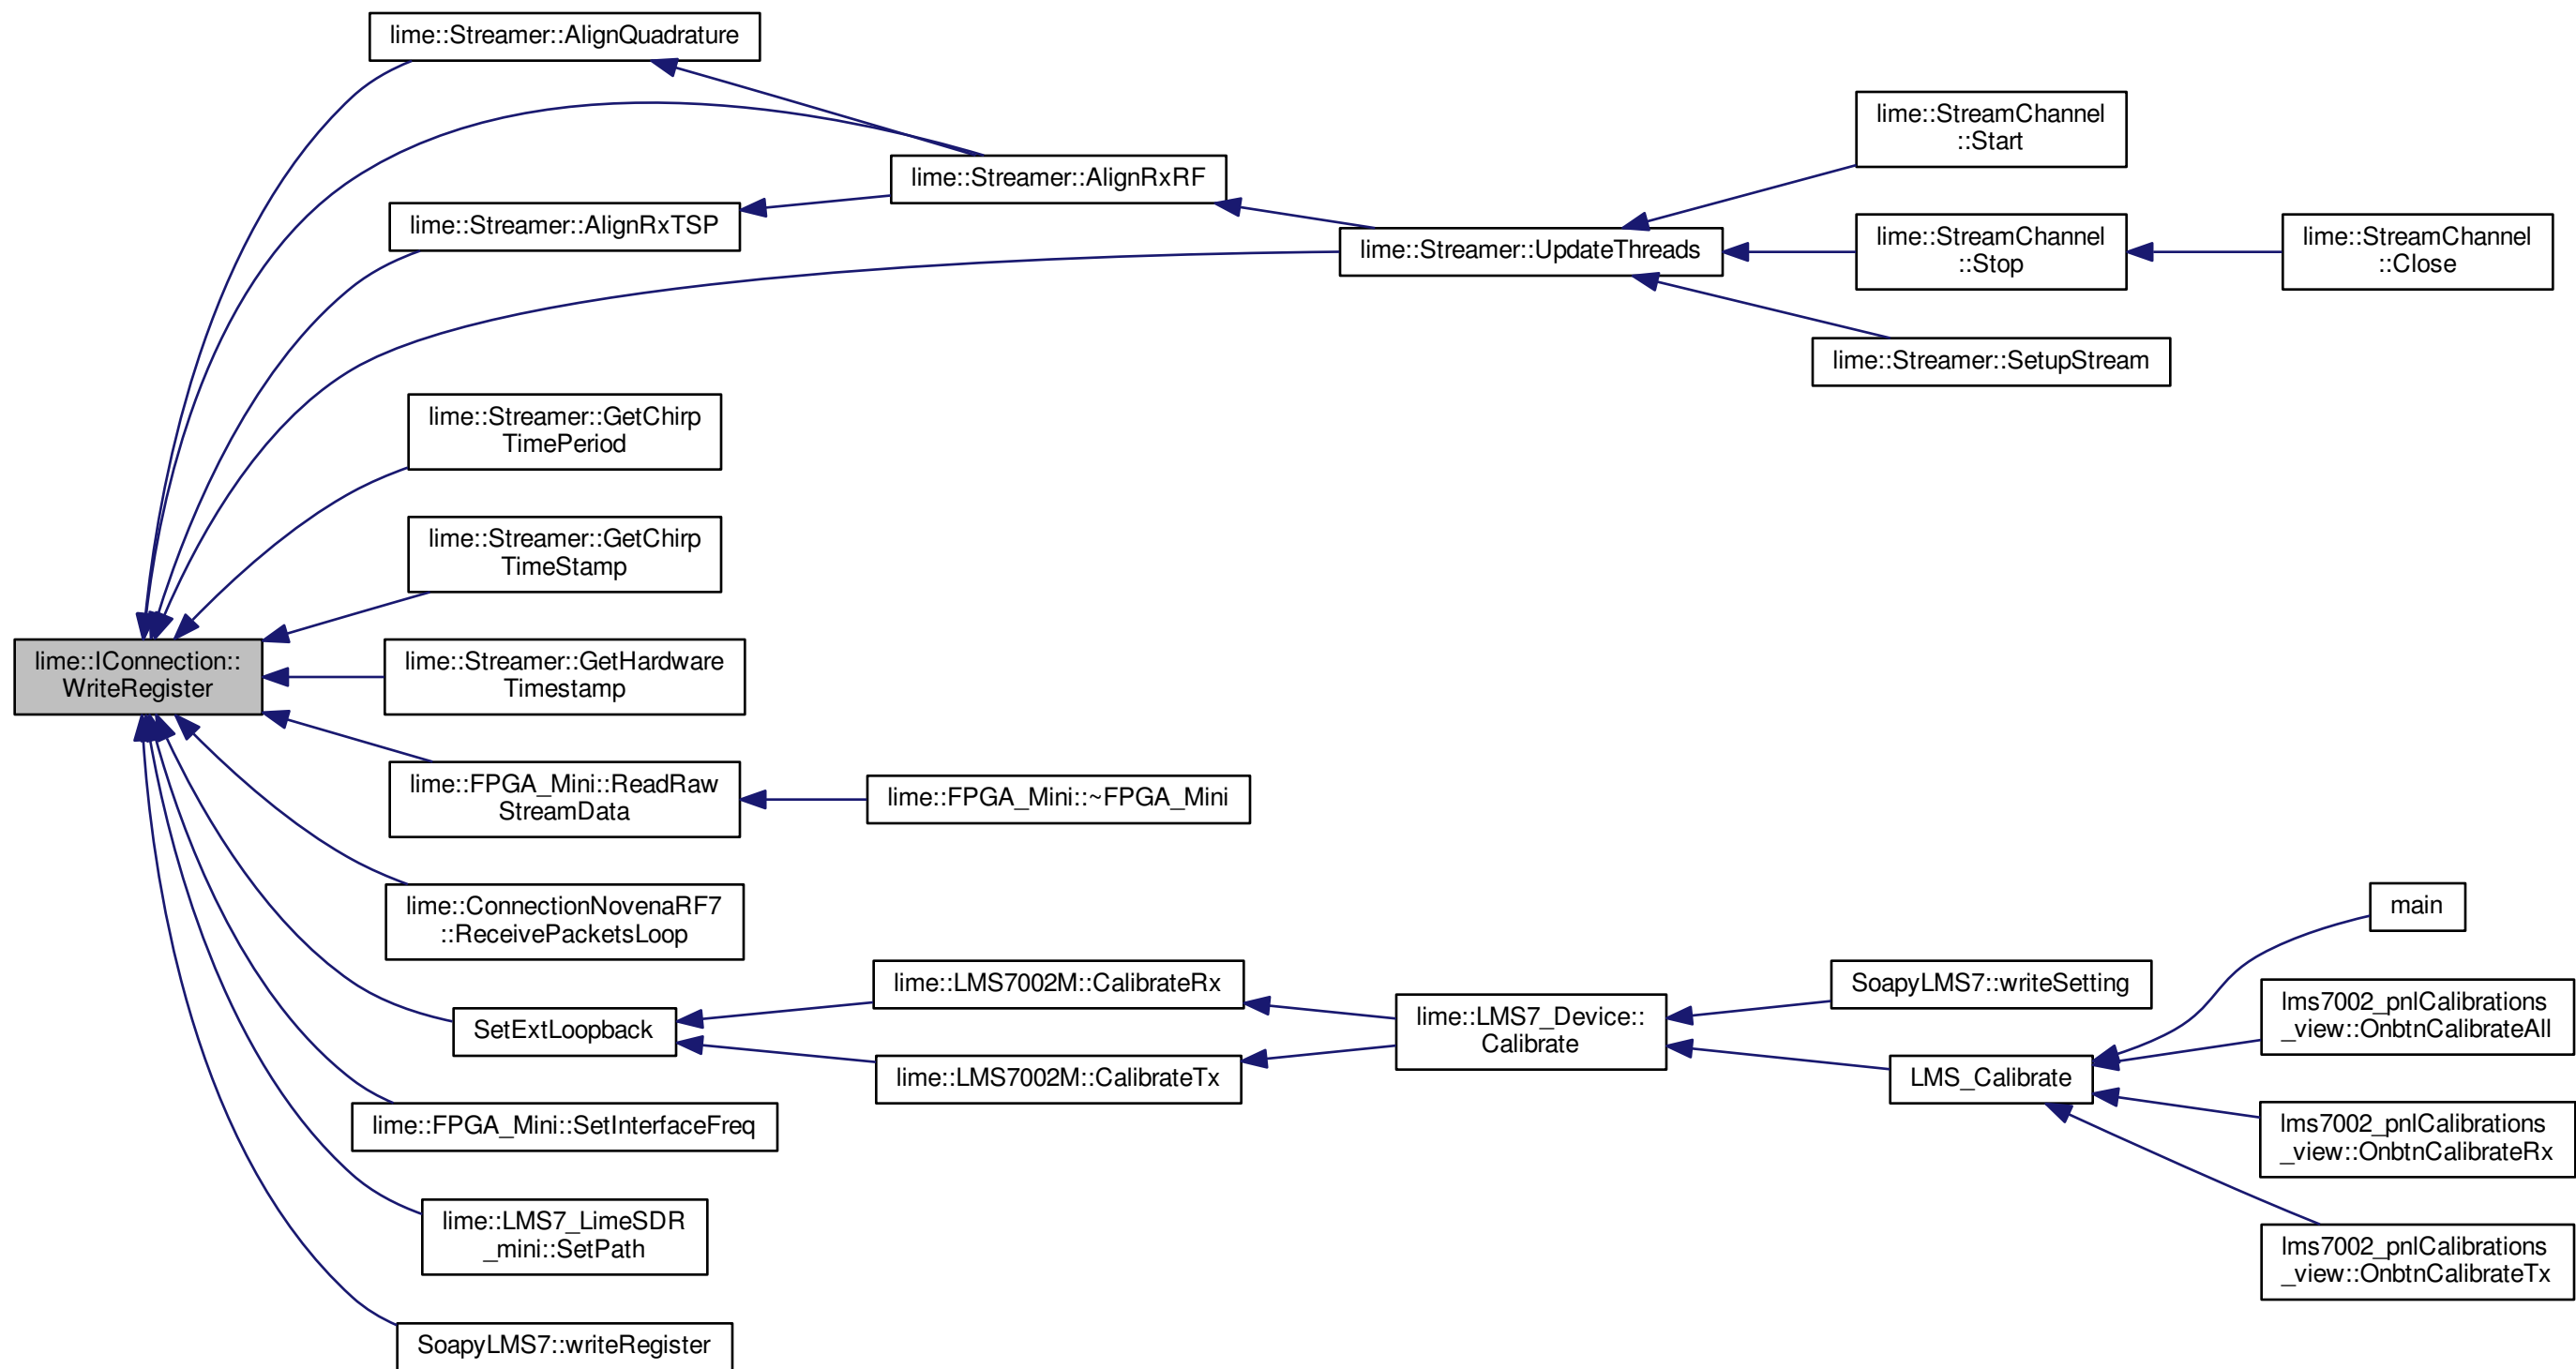 lime::Streamer::AlignQuadrature
lime::StreamChannel
::Start
lime::Streamer::AlignRxRF
lime::Streamer::AlignRxTSP
lime::Streamer::UpdateThreads
lime::StreamChannel
::Stop
lime::StreamChannel
::Close
lime::Streamer::SetupStream
lime::Streamer::GetChirp
TimePeriod
lime::Streamer::GetChirp
TimeStamp
lime::IConnection::
WriteRegister
lime::Streamer::GetHardware
Timestamp
lime::FPGA_Mini::ReadRaw
StreamData
lime::FPGA_Mini::~FPGA_Mini
lime::ConnectionNovenaRF7
::ReceivePacketsLoop
main
lime::LMS7002M::CalibrateRx
SoapyLMS7::writeSetting
lms7002_pnlCalibrations
_view::OnbtnCalibrateAll
SetExtLoopback
lime::LMS7_Device::
Calibrate
lime::LMS7002M::CalibrateTx
LMS_Calibrate
lime::FPGA_Mini::SetInterfaceFreq
lms7002_pnlCalibrations
_view::OnbtnCalibrateRx
lime::LMS7_LimeSDR
_mini::SetPath
lms7002_pnlCalibrations
_view::OnbtnCalibrateTx
SoapyLMS7::writeRegister